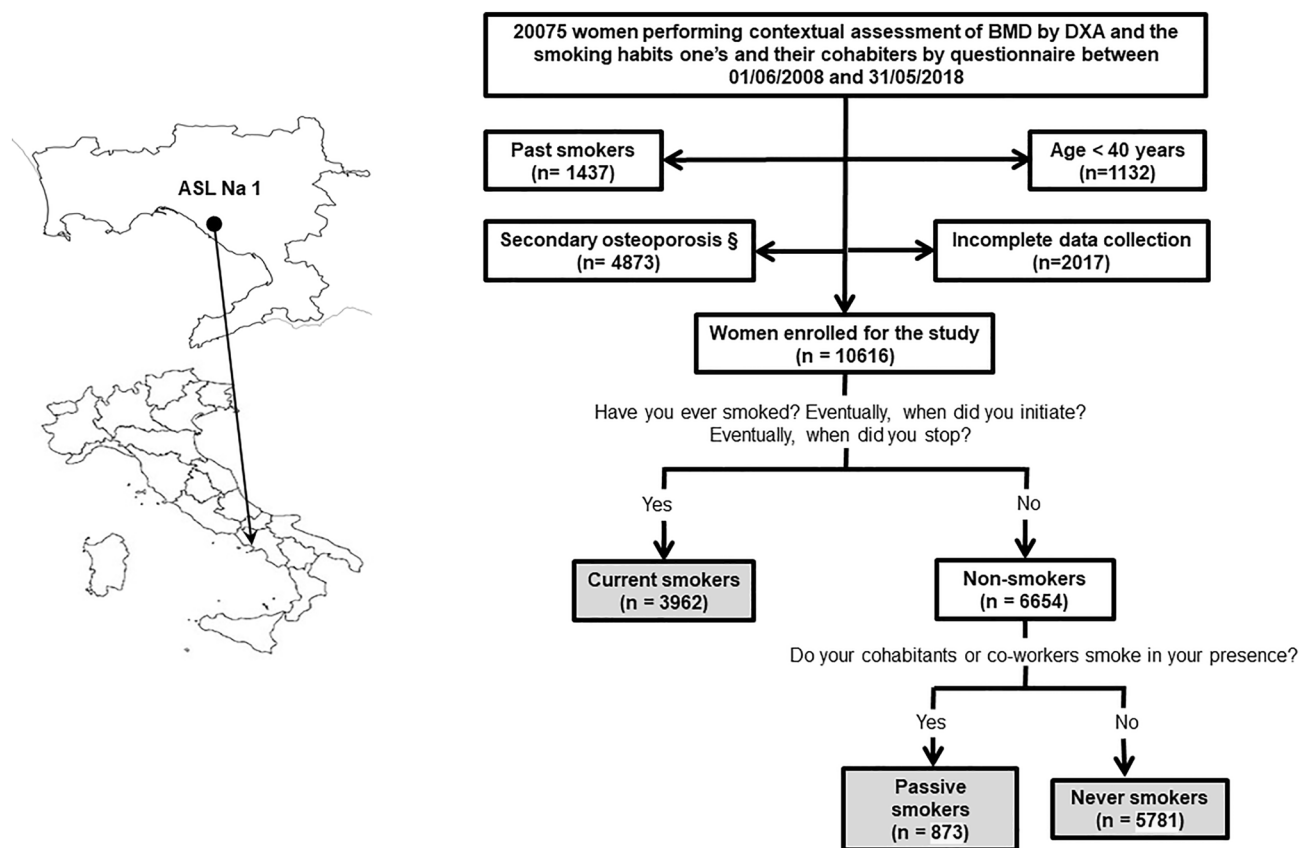 20075 women performing contextual assessment of BMD by DXA and the
smoking habits one's and their cohabiters by questionnaire between
01/06/2008 and 31/05/2018
ASL Na 1
Past smokers
(n= 1437)
Age < 40 years
(n=1132)
Secondary osteoporosis §
(n= 4873)
Incomplete data collection
(n=2017)
Women enrolled for the study
(n = 10616)
Have you ever smoked? Eventually, when did you initiate?
Eventually, when did you stop?
Yes
No
Current smokers
(n = 3962)
Non-smokers
(n = 6654)
Do your cohabitants or co-workers smoke in your presence?
Yes
No
Passive
smokers
(n = 873)
Never smokers
(n = 5781)